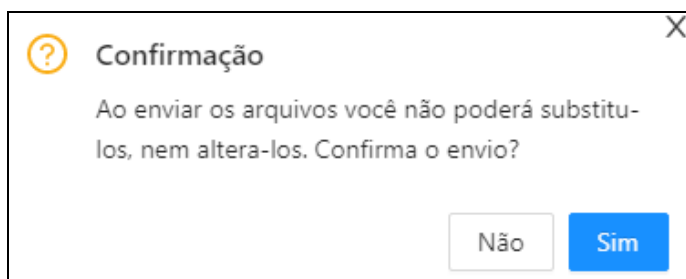 X
Confirmação
Ao enviar os arquivos você não poderá substitu-
los, nem altera-los. Confirma o envio?
Não Sim